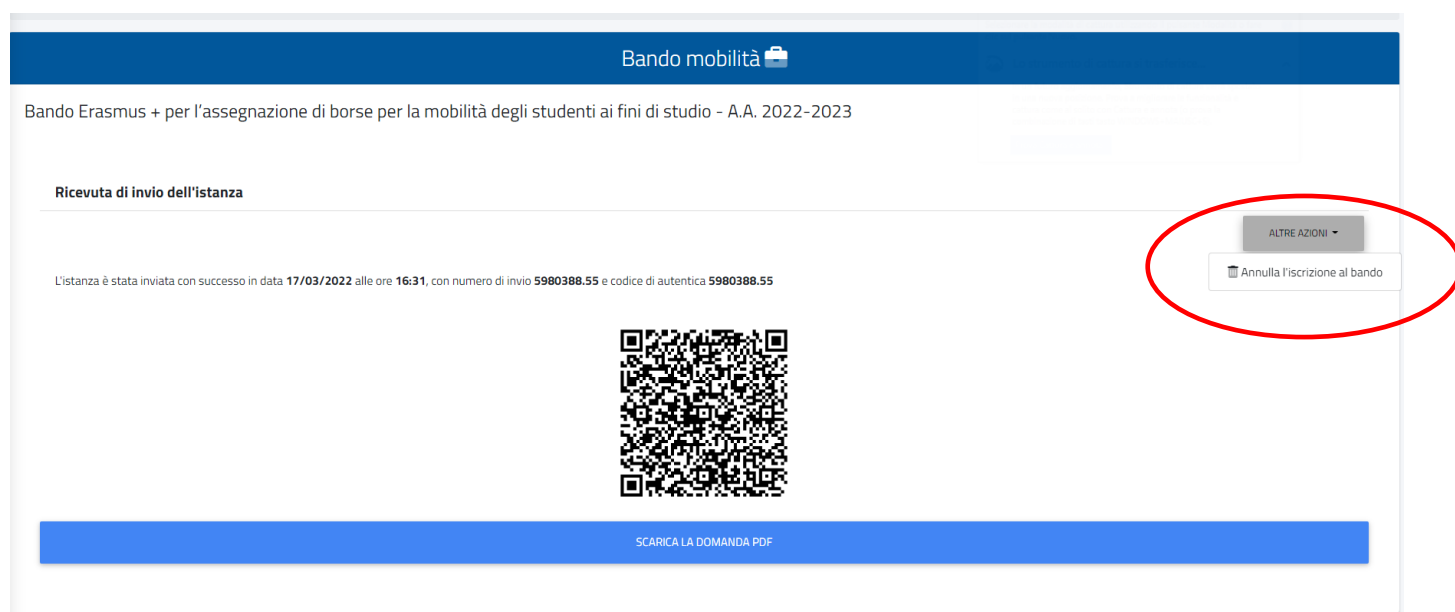 Bando mobilità
Bando Erasmus + per l’assegnazione di borse per la mobilità degli studenti ai fini di studio - A.A. 2022-2023
Ricevuta di invio dell'istanza
ALTRE AZIONI
Annulla l'iscrizione al bando
L'istanza è stata inviata con successo in data 17/03/2022 alle ore 16:31, con numero di invio 5980388.55 e codice di autentica 5980388.55
SCARICA LA DOMANDA PDF